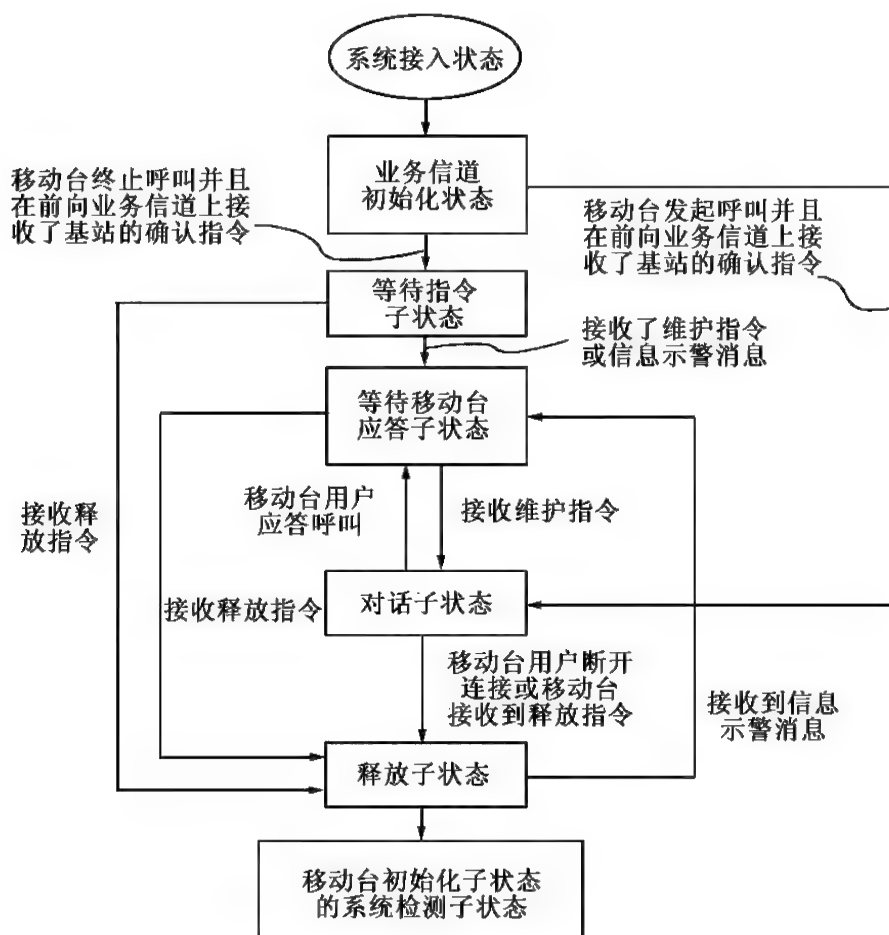 系统接入状态
业务信道
初始化状态
移动台终止呼叫并且
在前向业务信道上接
收了基站的确认指令
移动台发起呼叫并且
在前向业务信道上接
收了基站的确认指令
等待指令
子状态
接收了维护指令
或信息示警消息
等待移动台
应答子状态
移动台用户
应答呼叫
接收维护指令
接收释
放指令
接收释放指令
对话子状态
移动台用户断开
连接或移动台
接收到释放指令
接收到信息
示警消息
释放子状态
移动台初始化子状态
的系统检测子状态